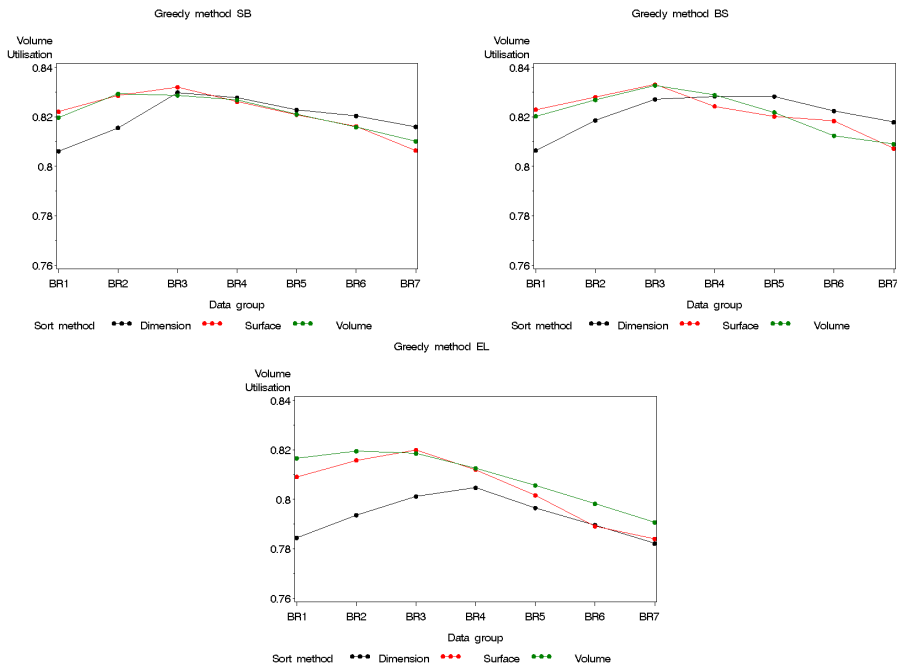 Greedy method SB
Volume
Utilisation
0.84
0.82
0.8
0.78
0.76
BR1 BR2 BR3 BR4 BR5 BR6 BR7
Data group
Sort method Dimension Surface Volume
Greedy method BS
Volume
Utilisation
0.84
0.82
0.8
0.78
0.76
BR1 BR2 BR3 BR4 BR5 BR6 BR7
Data group
Sort method Dimension Surface Volume
Greedy method EL
Volume
Utilisation
0.84
0.82
0.8
0.78
0.76
BR1 BR2 BR3 BR4 BR5 BR6 BR7
Data group
Sort method Dimension Surface Volume